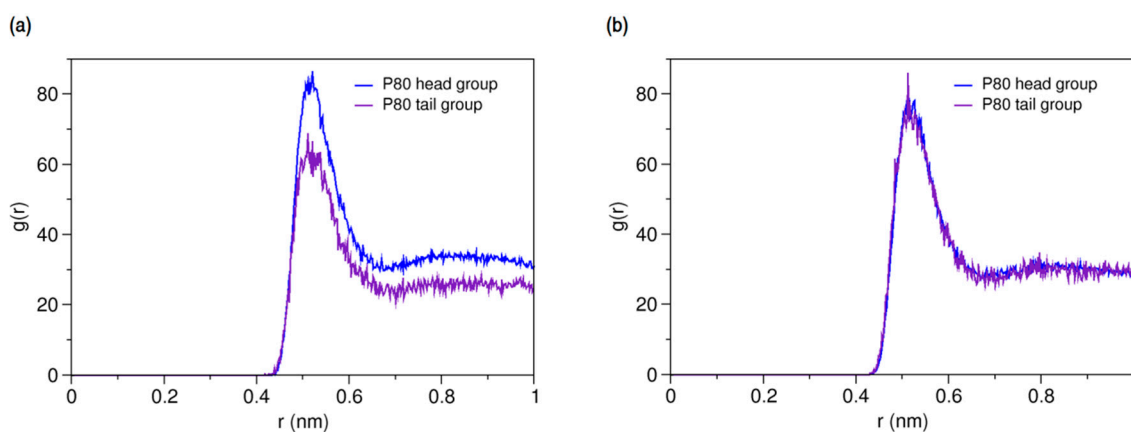 (a)
P80 head group
P80 tail group
80
60
40
20
0
g(r)
0 0.2 0.4 0.6 0.8 1
r (nm)
(b)
P80 head group
P80 tail group
80
60
40
20
0
g(r)
0 0.2 0.4 0.6 0.8
r (nm)